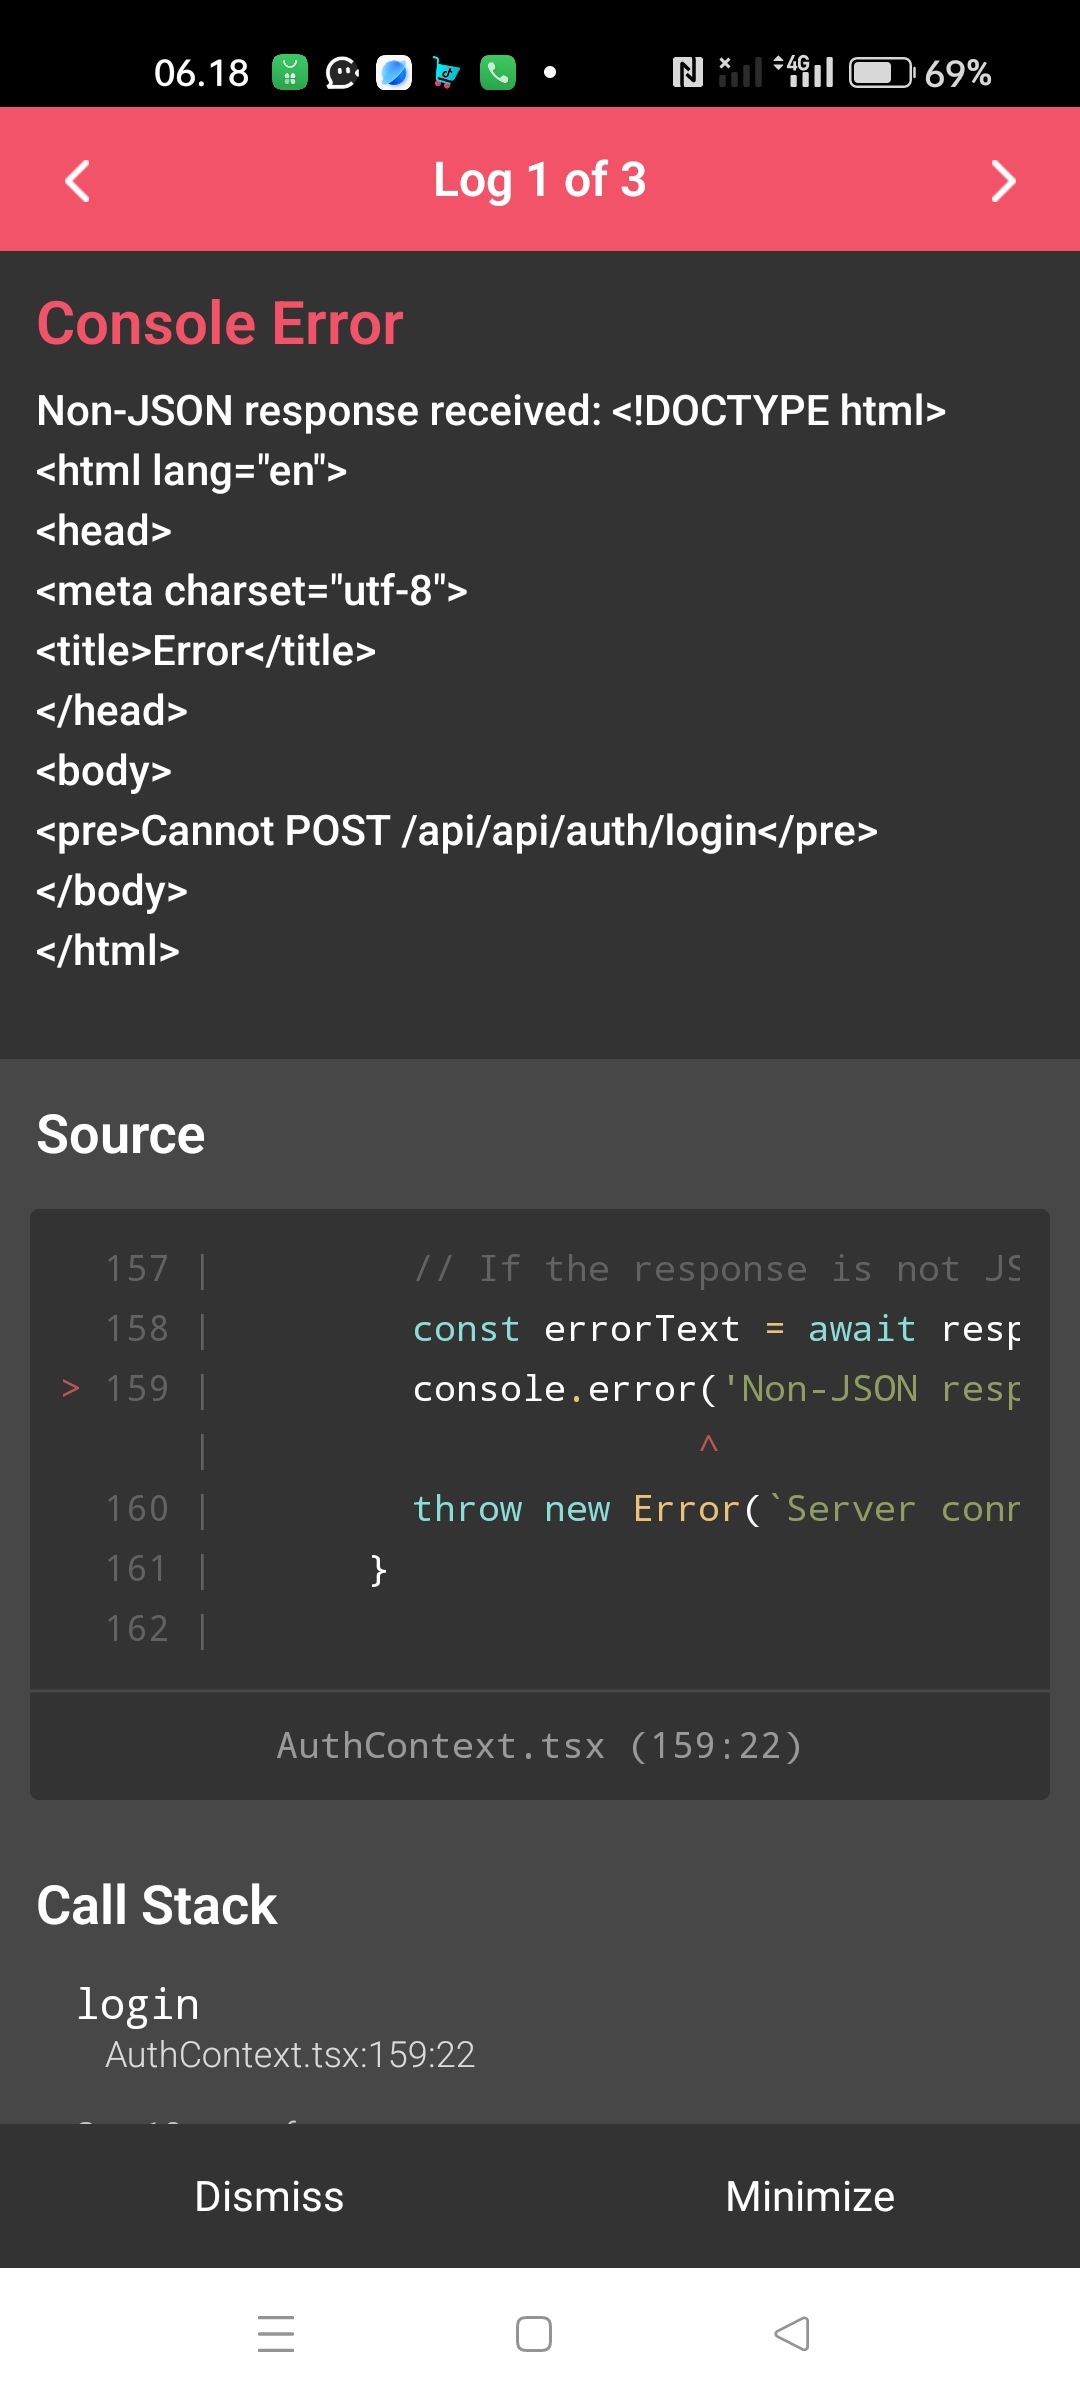 06.18
4G
69%
Log 1 of 3
Console Error
Non-JSON response received: <!DOCTYPE html>
<html lang="en">
<head>
<meta charset="utf-8">
<title>Error</title>
</head>
<body>
<pre>Cannot POST /api/api/auth/login</pre>
</body>
</html>
Source
157 | // If the response is not JS
158 | const errorText = await resp
> 159 | console.error('Non-JSON resp
| ^
160 | throw new Error(`Server conn
161 | }
162 |
AuthContext.tsx (159:22)
Call Stack
login
AuthContext.tsx:159:22
Dismiss
Minimize